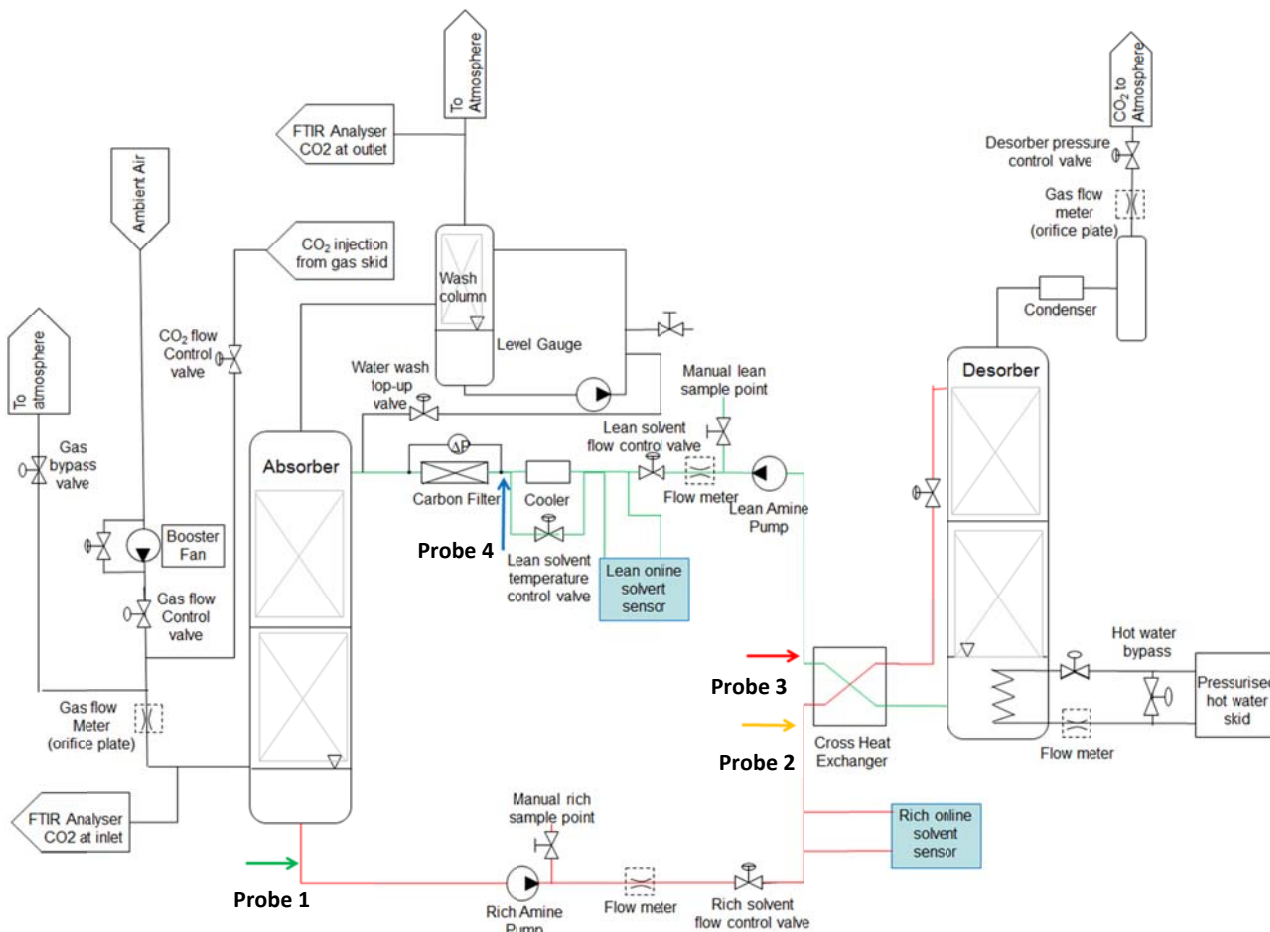 To
Atmosphere
FTIR Analyser
CO2 at outlet
Ambient Air
CO₂ injection
from gas skid
Wash
column
Level Gauge
To
atmosphere
CO₂ flow
Control
valve
Gas
bypass
valve
Booster
Fan
Gas flow
Control
valve
Gas flow
Meter
(orifice plate)
FTIR Analyser
CO2 at inlet
Absorber
Water wash
top-up
valve
ΔP
Carbon Filter
Cooler
Probe 4
Lean solvent
temperature
control valve
Lean online
solvent
sensor
Manual lean
sample point
Lean solvent
flow control valve
Flow meter
Lean Amine
Pump
Probe 3
Probe 2
Cross Heat
Exchanger
Probe 1
Manual rich
sample point
Rich Amine
Pump
Flow meter
Rich solvent
flow control valve
Rich online
solvent
sensor
CO₂ to
Atmosphere
Desorber pressure
control valve
Gas flow
meter
(orifice plate)
Condenser
Desorber
Hot water
bypass
Pressurised
hot water
skid
Flow meter